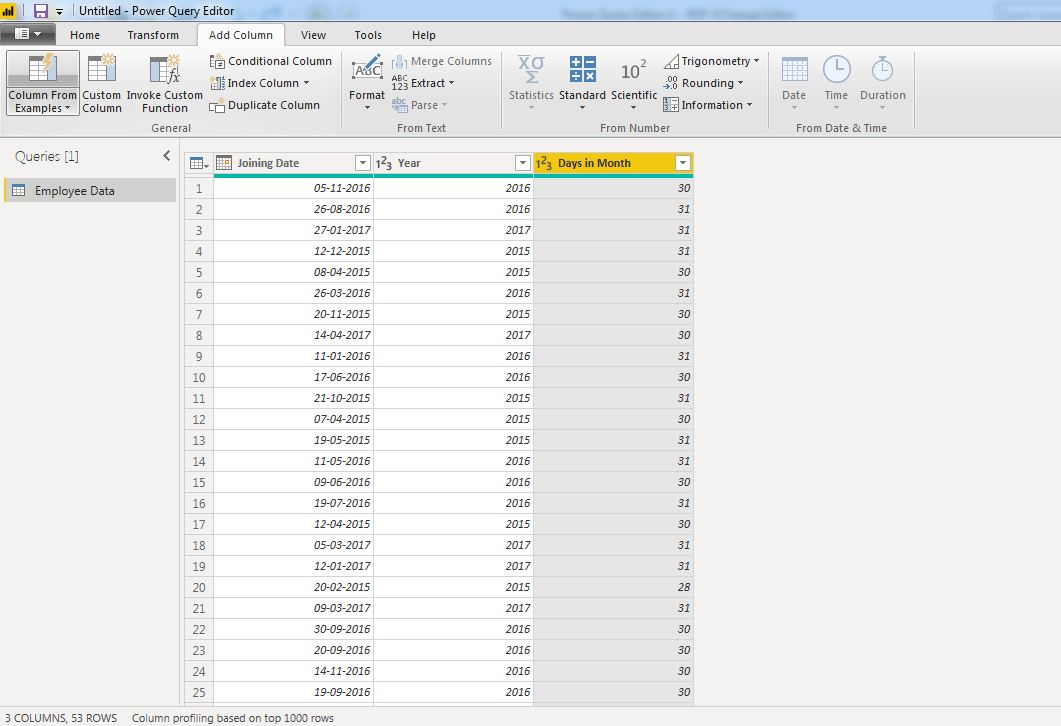 Untitled - Power Query Editor
Home Transform Add Column View Tools Help
Column From Examples
Custom Column
Invoke Custom Function
Conditional Column
Index Column
Duplicate Column
General
ABC
Format
Merge Columns
ABC 123 Extract
abc Parse
From Text
XΣσ
Statistics
Standard
10²
Scientific
Trigonometry
.00 Rounding
Information
From Number
Date
Time
Duration
From Date & Time
Queries [1]
Employee Data
Joining Date 1²3 Year 1²3 Days in Month
1 05-11-2016 2016 30
2 26-08-2016 2016 31
3 27-01-2017 2017 31
4 12-12-2015 2015 31
5 08-04-2015 2015 30
6 26-03-2016 2016 31
7 20-11-2015 2015 30
8 14-04-2017 2017 30
9 11-01-2016 2016 31
10 17-06-2016 2016 30
11 21-10-2015 2015 31
12 07-04-2015 2015 30
13 19-05-2015 2015 31
14 11-05-2016 2016 31
15 09-06-2016 2016 30
16 19-07-2016 2016 31
17 12-04-2015 2015 30
18 05-03-2017 2017 31
19 12-01-2017 2017 31
20 20-02-2015 2015 28
21 09-03-2017 2017 31
22 30-09-2016 2016 30
23 20-09-2016 2016 30
24 14-11-2016 2016 30
25 19-09-2016 2016 30
3 COLUMNS, 53 ROWS Column profiling based on top 1000 rows